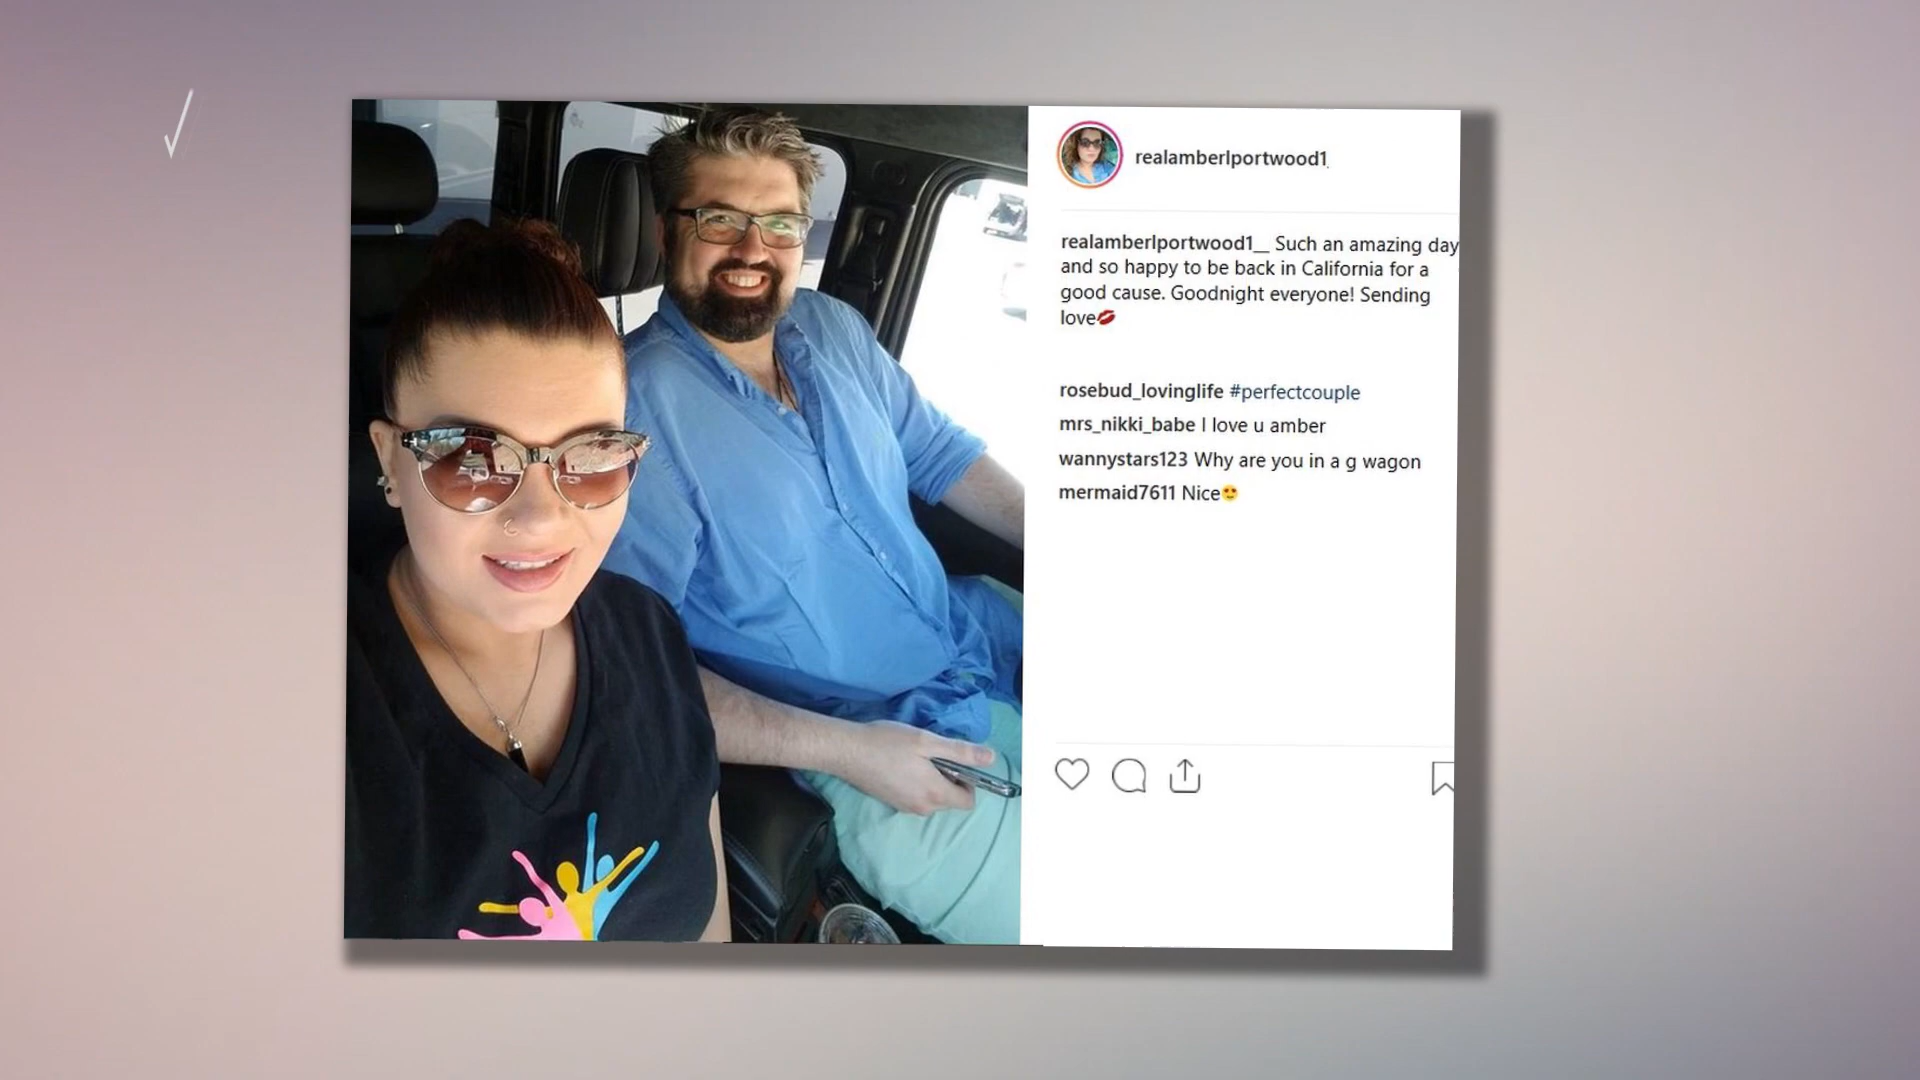 realamberlportwood1
realamberlportwood1__ Such an amazing day
and so happy to be back in California for a
good cause. Goodnight everyone! Sending
love💋
rosebud_lovinglife #perfectcouple
mrs_nikki_babe I love u amber
wannystars123 Why are you in a g wagon
mermaid7611 Nice😍